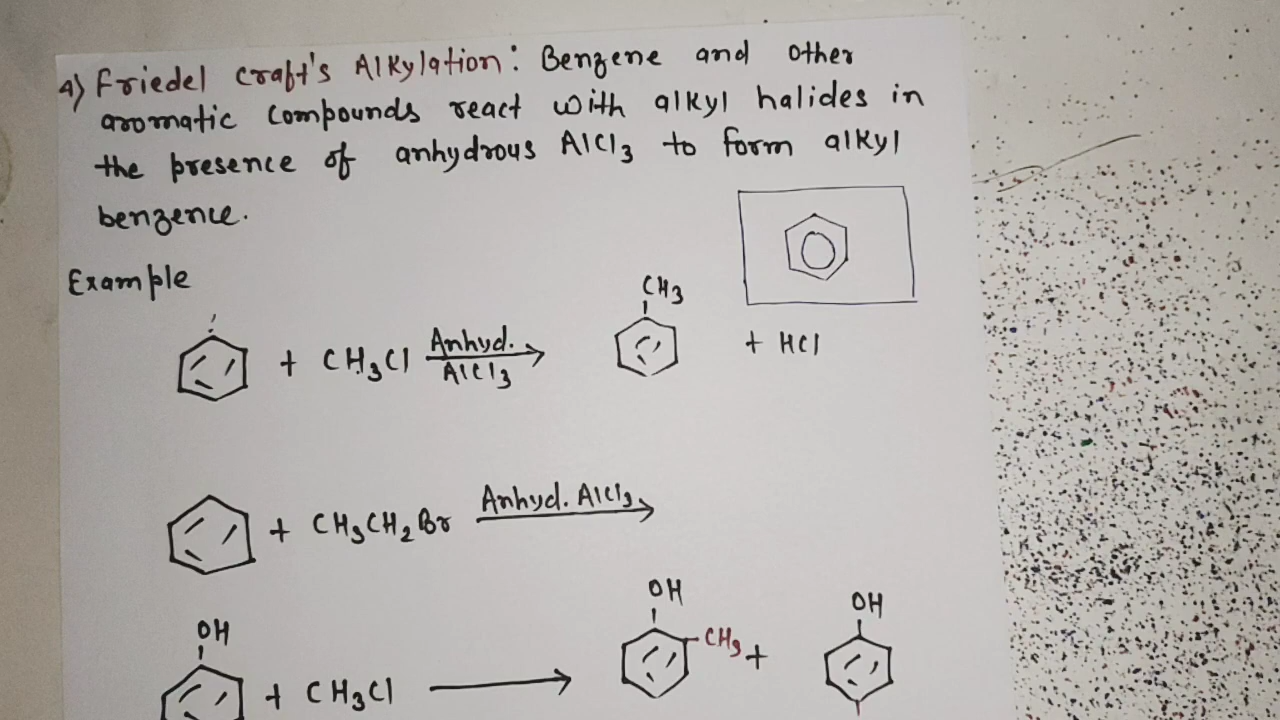 a) Friedel Craft's Alkylation: Benzene and other
aromatic compounds react with alkyl halides in
the presence of anhydrous AlCl3 to form alkyl
benzence.
Example
CH3
+ CH3Cl Anhyd. AlCl3 + HCl
+ CH3CH2Br Anhyd. AlCl3
OH OH OH
+ CH3Cl CH3 +